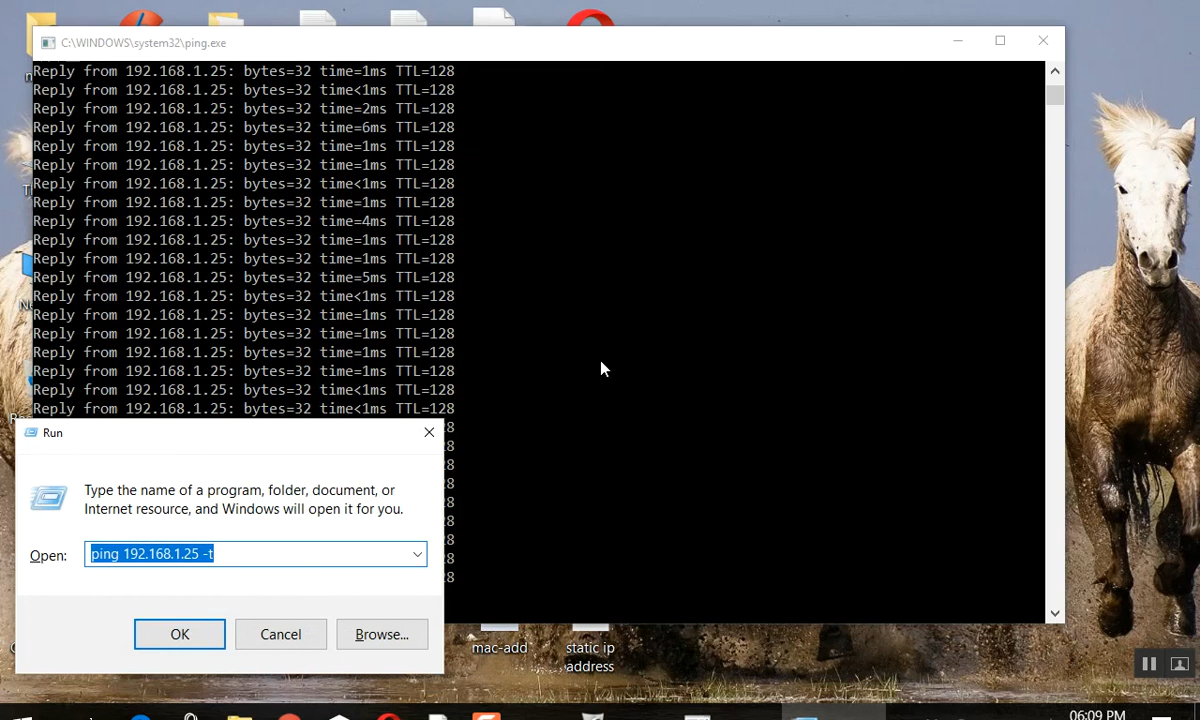 C:\WINDOWS\system32\ping.exe
Reply from 192.168.1.25: bytes=32 time=1ms TTL=128
Reply from 192.168.1.25: bytes=32 time<1ms TTL=128
Reply from 192.168.1.25: bytes=32 time=2ms TTL=128
Reply from 192.168.1.25: bytes=32 time=6ms TTL=128
Reply from 192.168.1.25: bytes=32 time=1ms TTL=128
Reply from 192.168.1.25: bytes=32 time=1ms TTL=128
Reply from 192.168.1.25: bytes=32 time<1ms TTL=128
Reply from 192.168.1.25: bytes=32 time=1ms TTL=128
Reply from 192.168.1.25: bytes=32 time=4ms TTL=128
Reply from 192.168.1.25: bytes=32 time=1ms TTL=128
Reply from 192.168.1.25: bytes=32 time=1ms TTL=128
Reply from 192.168.1.25: bytes=32 time=5ms TTL=128
Reply from 192.168.1.25: bytes=32 time<1ms TTL=128
Reply from 192.168.1.25: bytes=32 time=1ms TTL=128
Reply from 192.168.1.25: bytes=32 time=1ms TTL=128
Reply from 192.168.1.25: bytes=32 time=1ms TTL=128
Reply from 192.168.1.25: bytes=32 time=1ms TTL=128
Reply from 192.168.1.25: bytes=32 time<1ms TTL=128
Reply from 192.168.1.25: bytes=32 time<1ms TTL=128
8
8
8
8
8
8
8
8
8
Run
Type the name of a program, folder, document, or
Internet resource, and Windows will open it for you.
Open: ping 192.168.1.25 -t
OK Cancel Browse...
mac-add
static ip
address
06:09 PM